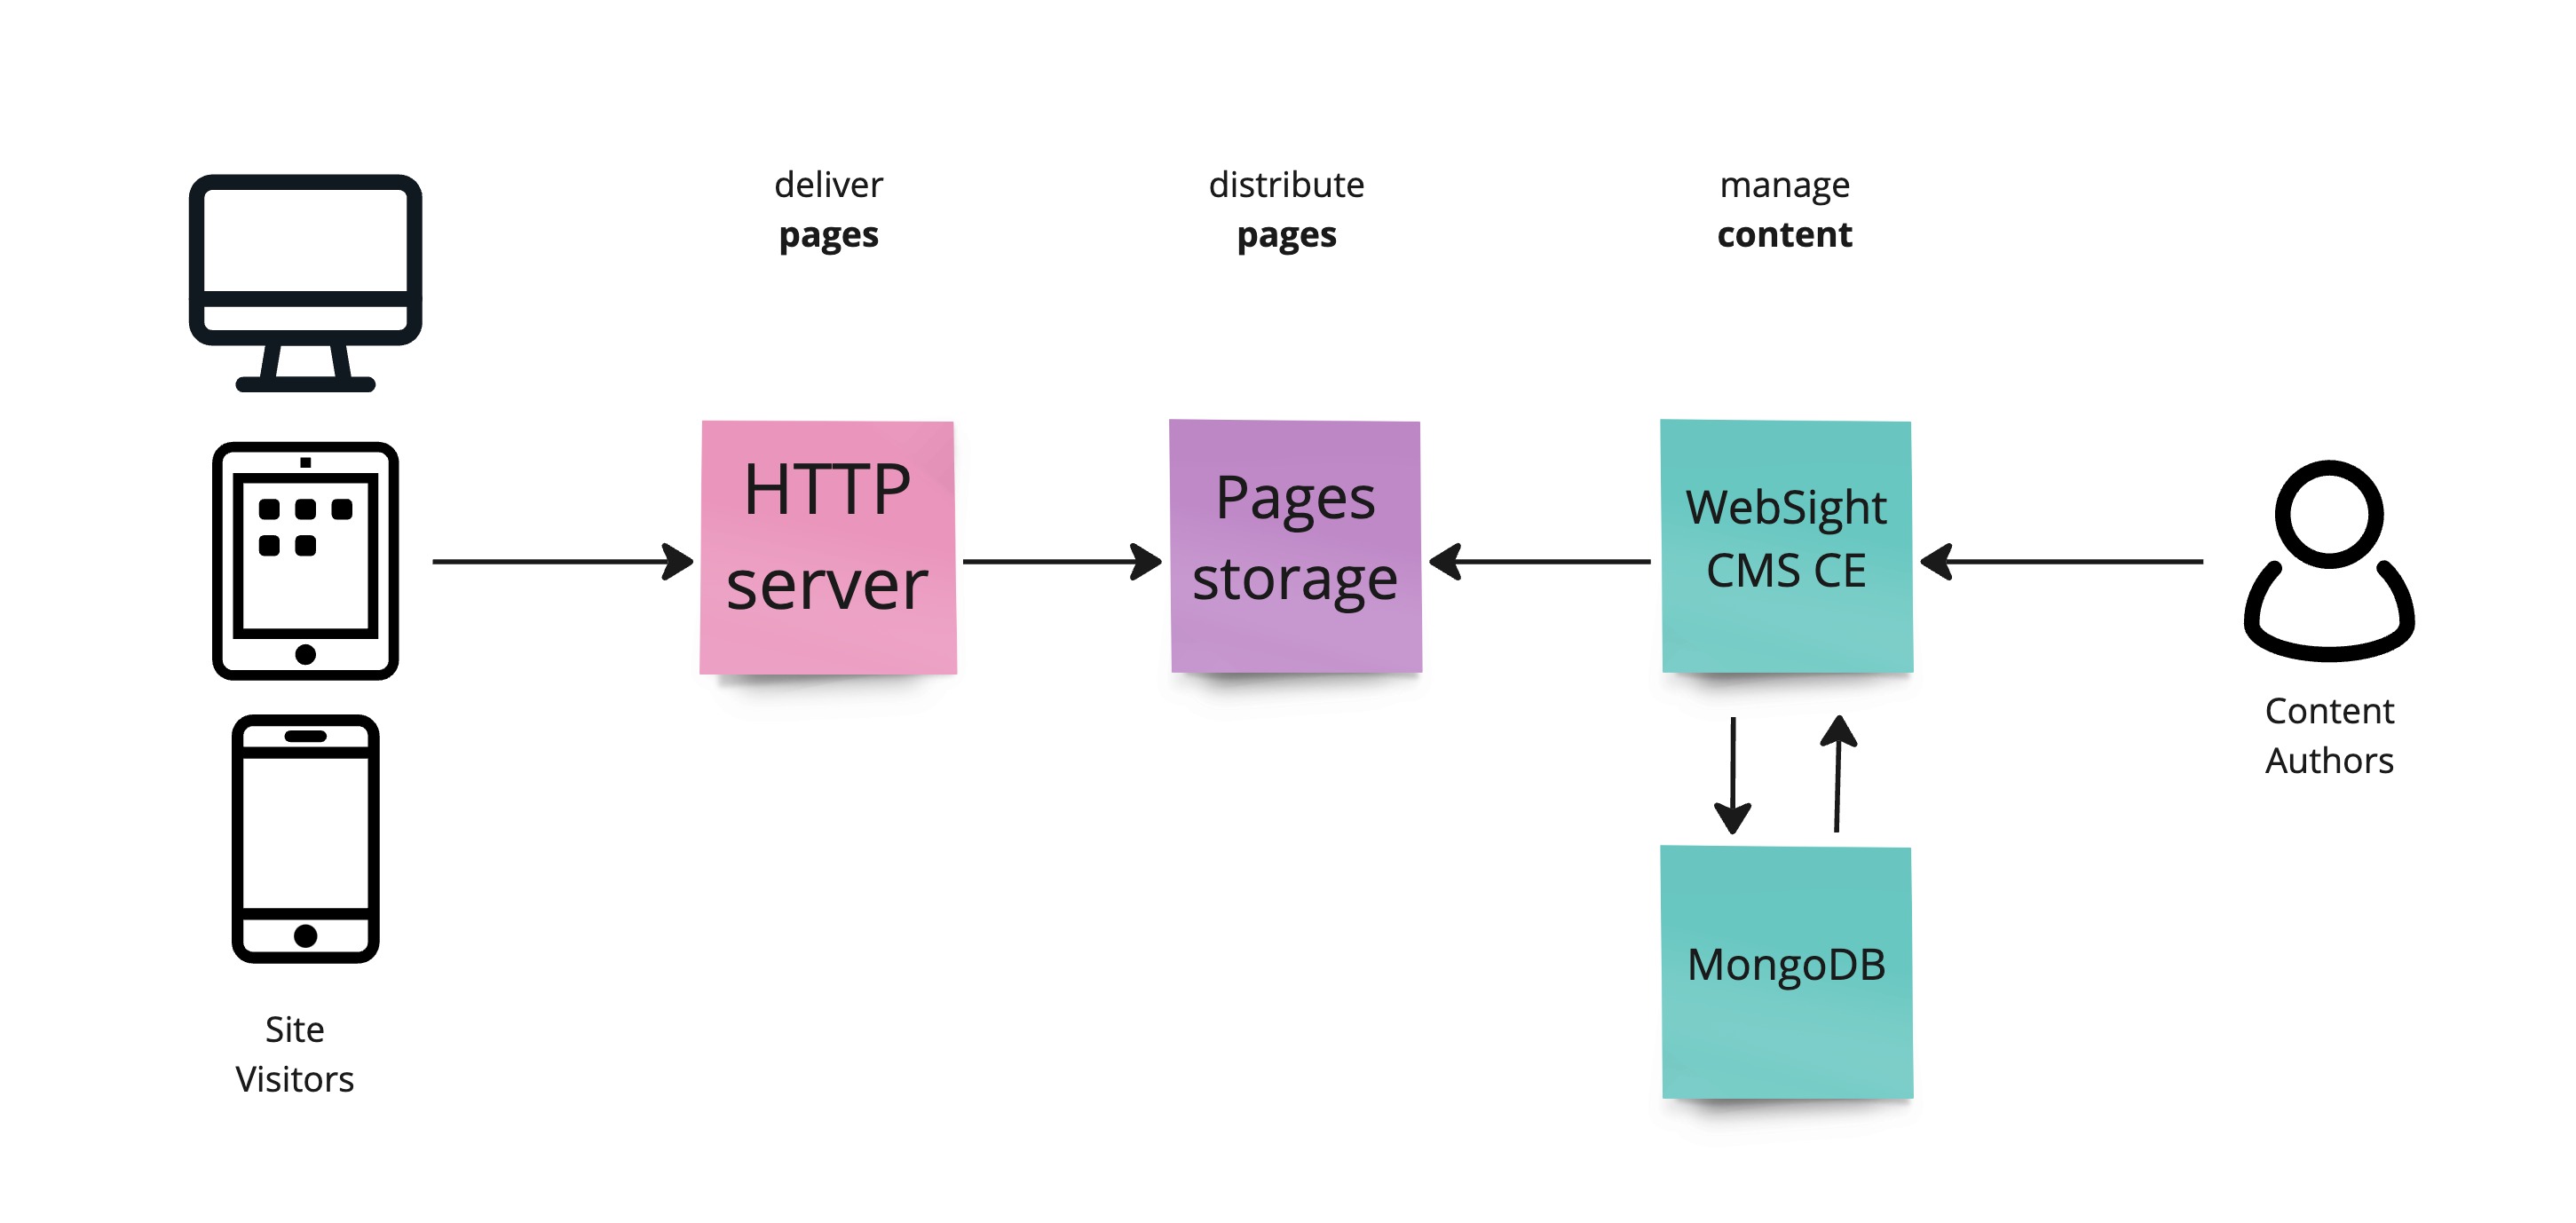 deliver
pages
distribute
pages
manage
content
HTTP
server
Pages
storage
WebSight
CMS CE
Content
Authors
MongoDB
Site
Visitors